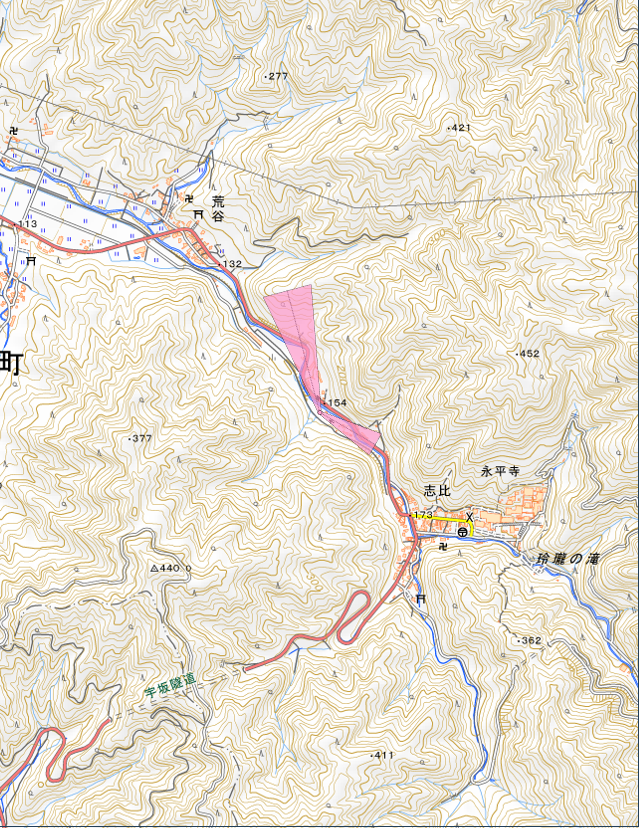 ・277
・421
荒
谷
・113
・132
・452
町
・154
・377
永平寺
志比
173
玲瓏の滝
△440.0
・362
宇坂隧道
・411